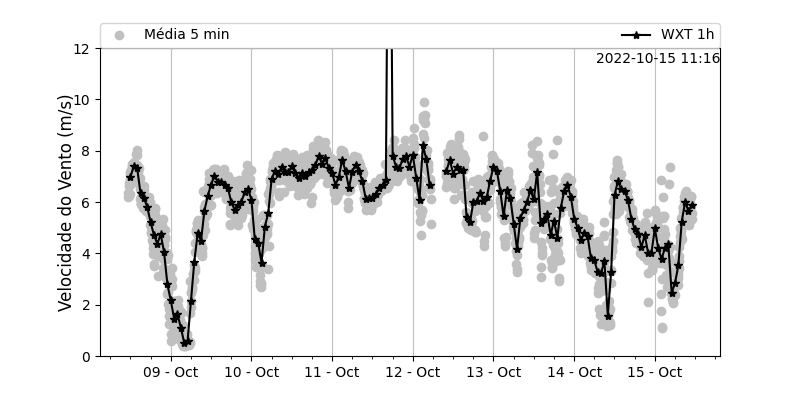 Média 5 min
WXT 1h
2022-10-15 11:16
Velocidade do Vento (m/s)
12
10
8
6
4
2
0
09 - Oct
10 - Oct
11 - Oct
12 - Oct
13 - Oct
14 - Oct
15 - Oct